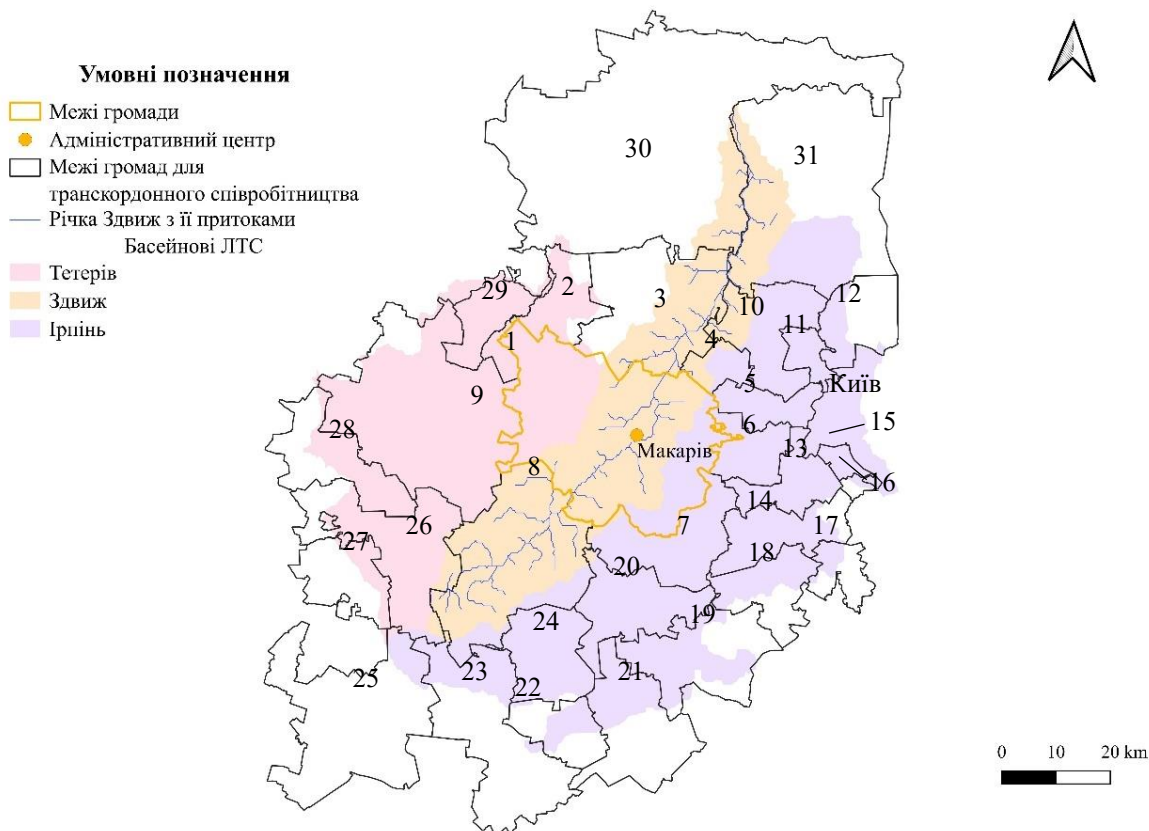 Умовні позначення
Межі громади
Адміністративний центр
Межі громад для
транскордонного співробітництва
Річка Здвиж з її притоками
Басейнові ЛТС
Тетерів
Здвиж
Ірпінь
30
31
29
2
3
10
12
1
4
11
9
5
Київ
28
6
15
Макарів
13
8
16
26
7
14
17
27
18
20
24
19
25
23
22
21
0 10 20 km